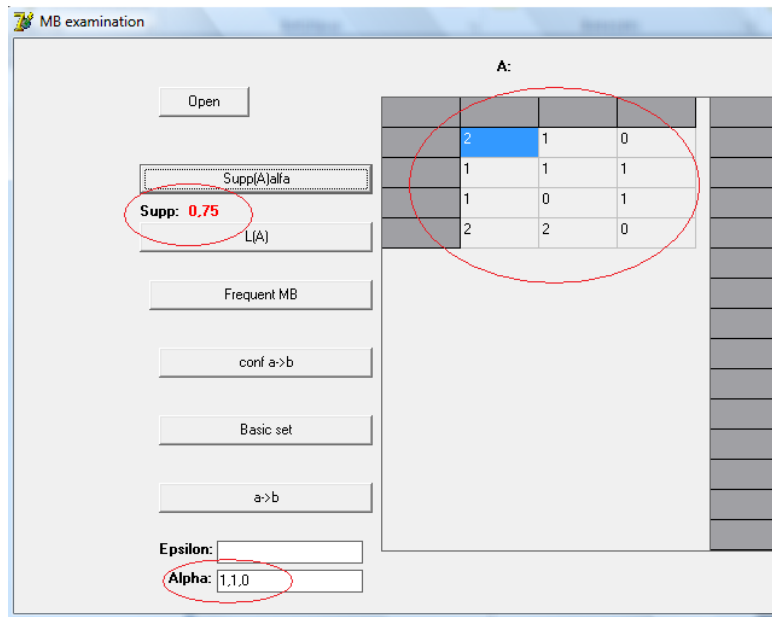 MB examination
A:
Open
2 1 0
Supp(A)alfa
1 1 1
Supp: 0,75
1 0 1
L(A)
2 2 0
Frequent MB
conf a->b
Basic set
a->b
Epsilon:
Alpha: 1,1,0